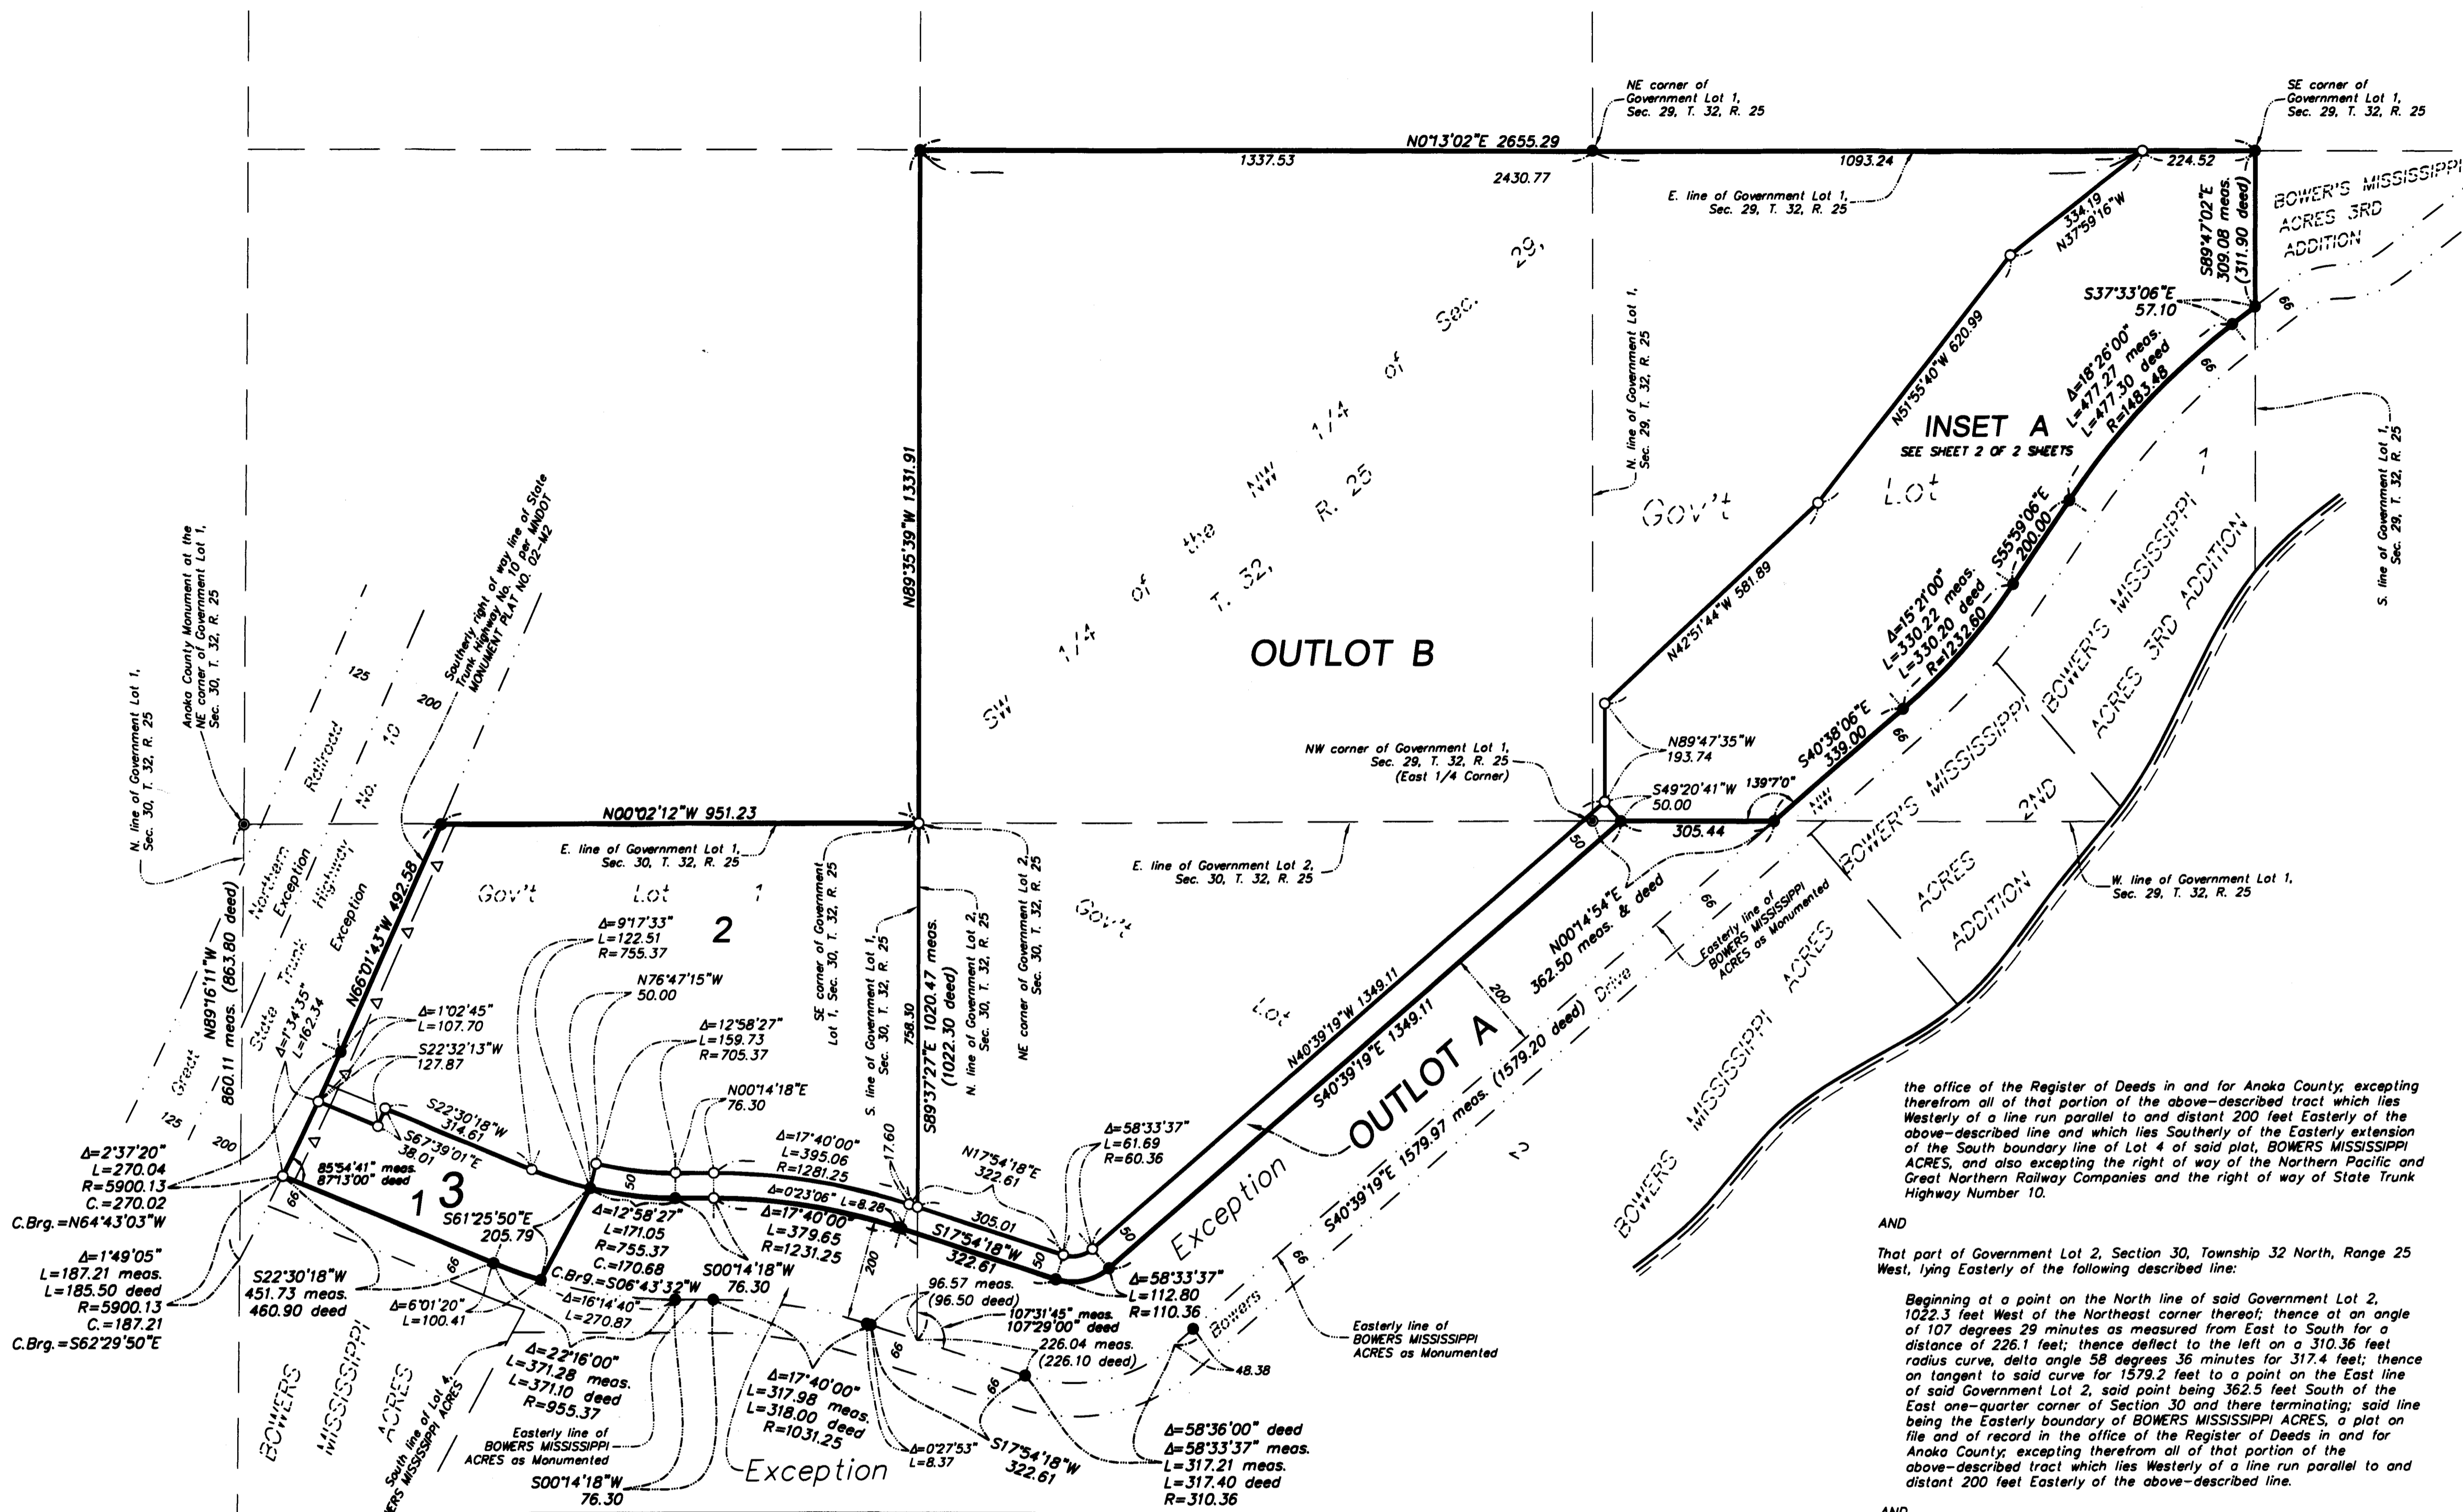 NE corner of
Government Lot 1,
Sec. 29, T. 32, R. 25
SE corner of
Government Lot 1,
Sec. 29, T. 32, R. 25
N0°13'02"E 2655.29
1337.53
2430.77
1093.24
224.52
E. line of Government Lot 1,
Sec. 29, T. 32, R. 25
334.19
N37°59'16"W
S89°47'02"E
309.08 meas.
(311.90 deed)
BOWER'S MISSISSIPPI
ACRES 3RD
ADDITION
S37°33'06"E
57.10
66
66
Δ=18°26'00"
L=477.27 meas.
L=477.30 deed
R=1483.48
N51°55'40"W 620.99
INSET A
SEE SHEET 2 OF 2 SHEETS
N. line of Government Lot 1,
Sec. 29, T. 32, R. 25
S. line of Government Lot 1,
Sec. 29, T. 32, R. 25
Gov't
Lot
1
SW
1/4
of
the
NW
1/4
of
Sec.
29,
T. 32,
R. 25
N89°35'39"W 1331.91
OUTLOT B
N42°51'44"W 581.89
S55°59'06"E
200.00
Δ=15°21'00"
L=330.22 meas.
L=330.20 deed
R=1232.60
BOWER'S MISSISSIPPI
ACRES 3RD ADDITION
S40°38'06"E
339.00
66
N89°47'35"W
193.74
NW corner of Government Lot 1,
Sec. 29, T. 32, R. 25
(East 1/4 Corner)
S49°20'41"W
50.00
139°7'0"
305.44
50
NW
BOWER'S MISSISSIPPI
ACRES
2ND
ADDITION
W. line of Government Lot 1,
Sec. 29, T. 32, R. 25
Southerly right of way line of State
Trunk Highway No. 10 per MNDOT
MONUMENT PLAT NO. 02-M2
Anoka County Monument at the
NE corner of Government Lot 1,
Sec. 30, T. 32, R. 25
N. line of Government Lot 1,
Sec. 30, T. 32, R. 25
125
200
Railroad
10
No.
Northern
Exception
Highway
Exception
Trunk
State
Great
125
200
N00°02'12"W 951.23
E. line of Government Lot 1,
Sec. 30, T. 32, R. 25
E. line of Government Lot 2,
Sec. 30, T. 32, R. 25
Gov't
Lot
1
2
N66°01'43"W 492.58
N89°16'11"W
860.11 meas. (863.80 deed)
Δ=1°34'35"
L=162.34
Δ=9°17'33"
L=122.51
R=755.37
N76°47'15"W
50.00
Δ=1°02'45"
L=107.70
S22°32'13"W
127.87
Δ=12°58'27"
L=159.73
R=705.37
N00°14'18"E
76.30
SE corner of Government
Lot 1, Sec. 30, T. 32, R. 25
S. line of Government Lot 1,
Sec. 30, T. 32, R. 25
758.30
S89°37'27"E 1020.47 meas.
(1022.30 deed)
N. line of Government Lot 2,
Sec. 30, T. 32, R. 25
NE corner of Government Lot 2,
Sec. 30, T. 32, R. 25
Gov't
Lot
2
N40°39'19"W 1349.11
S40°39'19"E 1349.11
200
N00°14'54"E
362.50 meas. & deed
66
Easterly line of
BOWERS MISSISSIPPI
ACRES as Monumented
Drive
S40°39'19"E 1579.97 meas. (1579.20 deed)
BOWERS
MISSISSIPPI
ACRES
OUTLOT A
Exception
S22°30'18"W
314.61
S67°39'01"E
38.01
Δ=2°37'20"
L=270.04
R=5900.13
C.=270.02
C.Brg.=N64°43'03"W
85°54'41" meas.
87°13'00" deed
1
3
66
Δ=1°49'05"
L=187.21 meas.
L=185.50 deed
R=5900.13
C.=187.21
C.Brg.=S62°29'50"E
S61°25'50"E
205.79
S22°30'18"W
451.73 meas.
460.90 deed
66
Δ=6°01'20"
L=100.41
50
Δ=12°58'27"
L=171.05
R=755.37
C.=170.68
C.Brg.=S06°43'32"W
Δ=17°40'00"
L=395.06
R=1281.25
17.60
Δ=0°23'06" L=8.28
Δ=17°40'00"
L=379.65
R=1231.25
S00°14'18"W
76.30
N17°54'18"E
322.61
305.01
S17°54'18"W
322.61
50
50
Δ=58°33'37"
L=61.69
R=60.36
Δ=58°33'37"
L=112.80
R=110.36
200
96.57 meas.
(96.50 deed)
107°31'45" meas.
107°29'00" deed
226.04 meas.
(226.10 deed)
66
66
Bowers
66
48.38
Easterly line of
BOWERS MISSISSIPPI
ACRES as Monumented
Δ=16°14'40"
L=270.87
Δ=22°16'00"
L=371.28 meas.
L=371.10 deed
R=955.37
Δ=17°40'00"
L=317.98 meas.
L=318.00 deed
R=1031.25
Δ=0°27'53"
L=8.37
S17°54'18"W
322.61
Δ=58°36'00" deed
Δ=58°33'37" meas.
L=317.21 meas.
L=317.40 deed
R=310.36
Easterly line of
BOWERS MISSISSIPPI
ACRES as Monumented
S00°14'18"W
76.30
Exception
BOWERS
MISSISSIPPI
ACRES
South line of Lot 4,
MISSISSIPPI ACRES
the office of the Register of Deeds in and for Anoka County; excepting
therefrom all of that portion of the above-described tract which lies
Westerly of a line run parallel to and distant 200 feet Easterly of the
above-described line and which lies Southerly of the Easterly extension
of the South boundary line of Lot 4 of said plat, BOWERS MISSISSIPPI
ACRES, and also excepting the right of way of the Northern Pacific and
Great Northern Railway Companies and the right of way of State Trunk
Highway Number 10.
AND
That part of Government Lot 2, Section 30, Township 32 North, Range 25
West, lying Easterly of the following described line:
Beginning at a point on the North line of said Government Lot 2,
1022.3 feet West of the Northeast corner thereof; thence at an angle
of 107 degrees 29 minutes as measured from East to South for a
distance of 226.1 feet; thence deflect to the left on a 310.36 feet
radius curve, delta angle 58 degrees 36 minutes for 317.4 feet; thence
on tangent to said curve for 1579.2 feet to a point on the East line
of said Government Lot 2, said point being 362.5 feet South of the
East one-quarter corner of Section 30 and there terminating; said line
being the Easterly boundary of BOWERS MISSISSIPPI ACRES, a plat on
file and of record in the office of the Register of Deeds in and for
Anoka County; excepting therefrom all of that portion of the
above-described tract which lies Westerly of a line run parallel to and
distant 200 feet Easterly of the above-described line.
AND